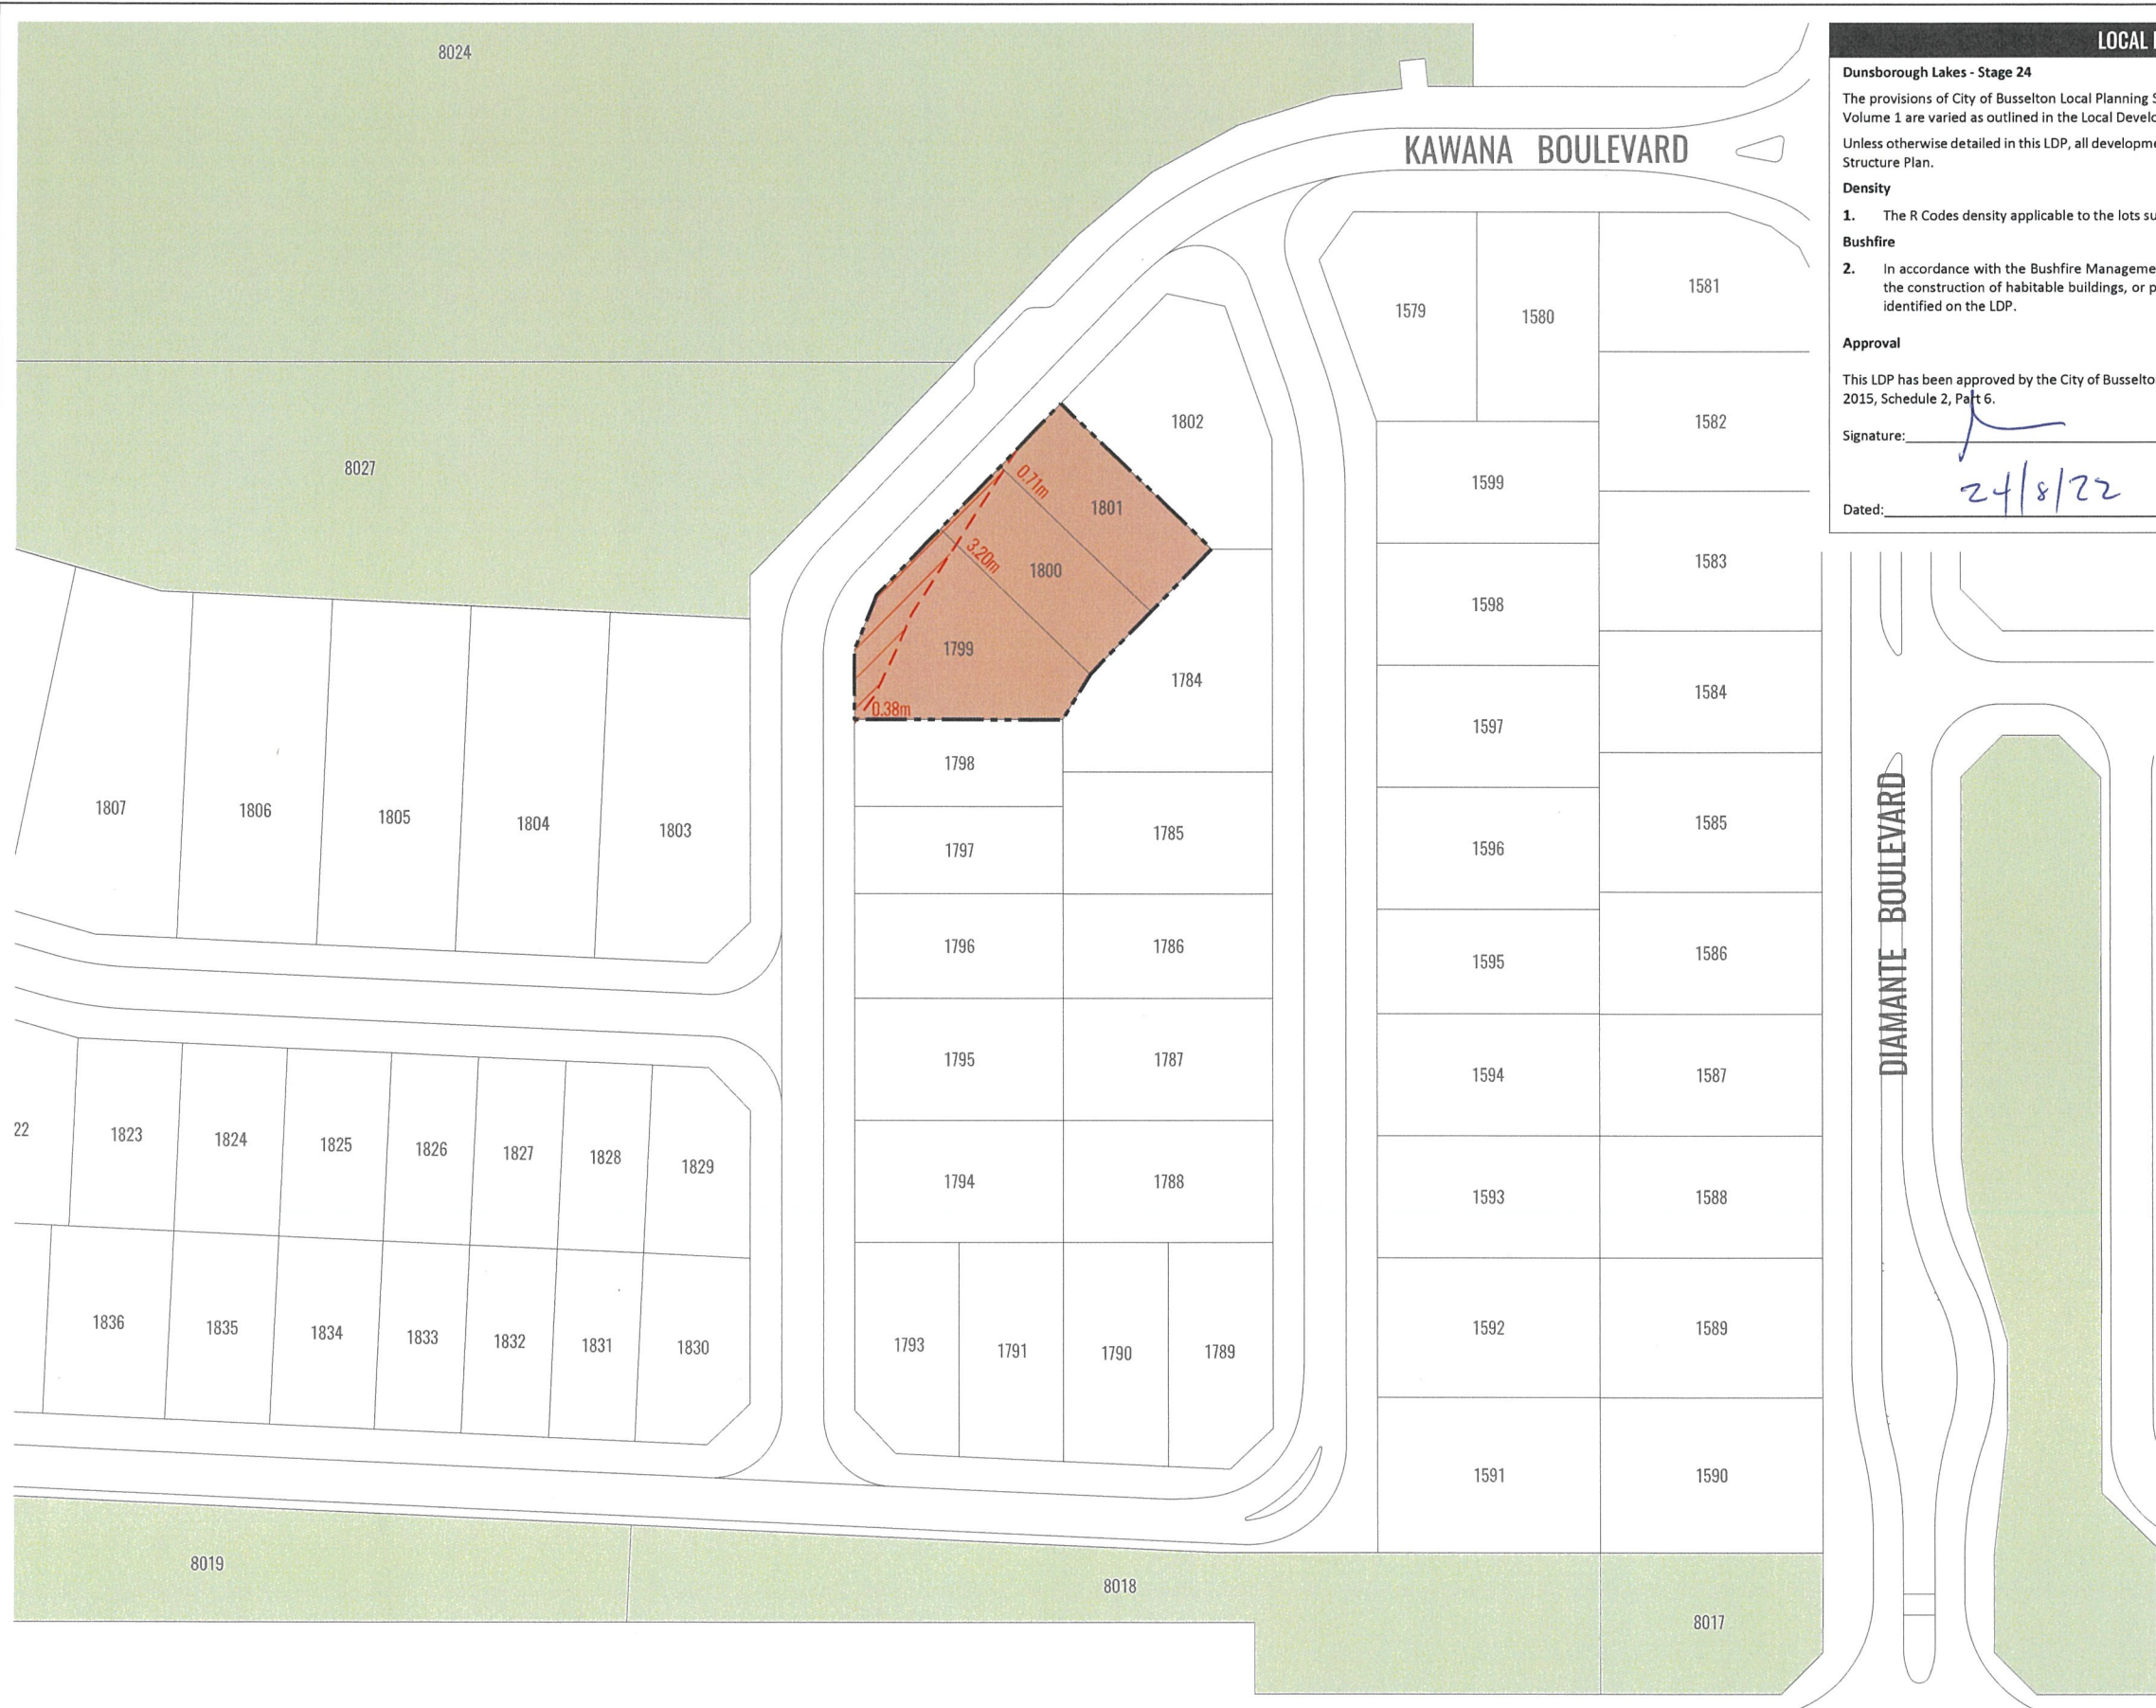 8024
LOCAL
Dunsborough Lakes - Stage 24
The provisions of City of Busselton Local Planning
Volume 1 are varied as outlined in the Local
Unless otherwise detailed in this LDP, all
Structure Plan.
Density
1. The R Codes density applicable to the lots
Bushfire
2. In accordance with the Bushfire
the construction of habitable buildings, or
identified on the LDP.
Approval
This LDP has been approved by the City of
2015, Schedule 2, Part 6.
Signature:
24/8/22
Dated:
KAWANA BOULEVARD
8027
1579
1580
1581
1582
1583
1584
1585
1586
1587
1588
1589
1590
1599
1598
1597
1596
1595
1594
1593
1592
1591
1802
0.71m
1801
3.20m
1800
1799
0.38m
1784
1798
1797
1796
1795
1794
1785
1786
1787
1788
1793
1791
1790
1789
1807
1806
1805
1804
1803
22
1823
1824
1825
1826
1827
1828
1829
1836
1835
1834
1833
1832
1831
1830
DIAMANTE BOULEVARD
8019
8018
8017